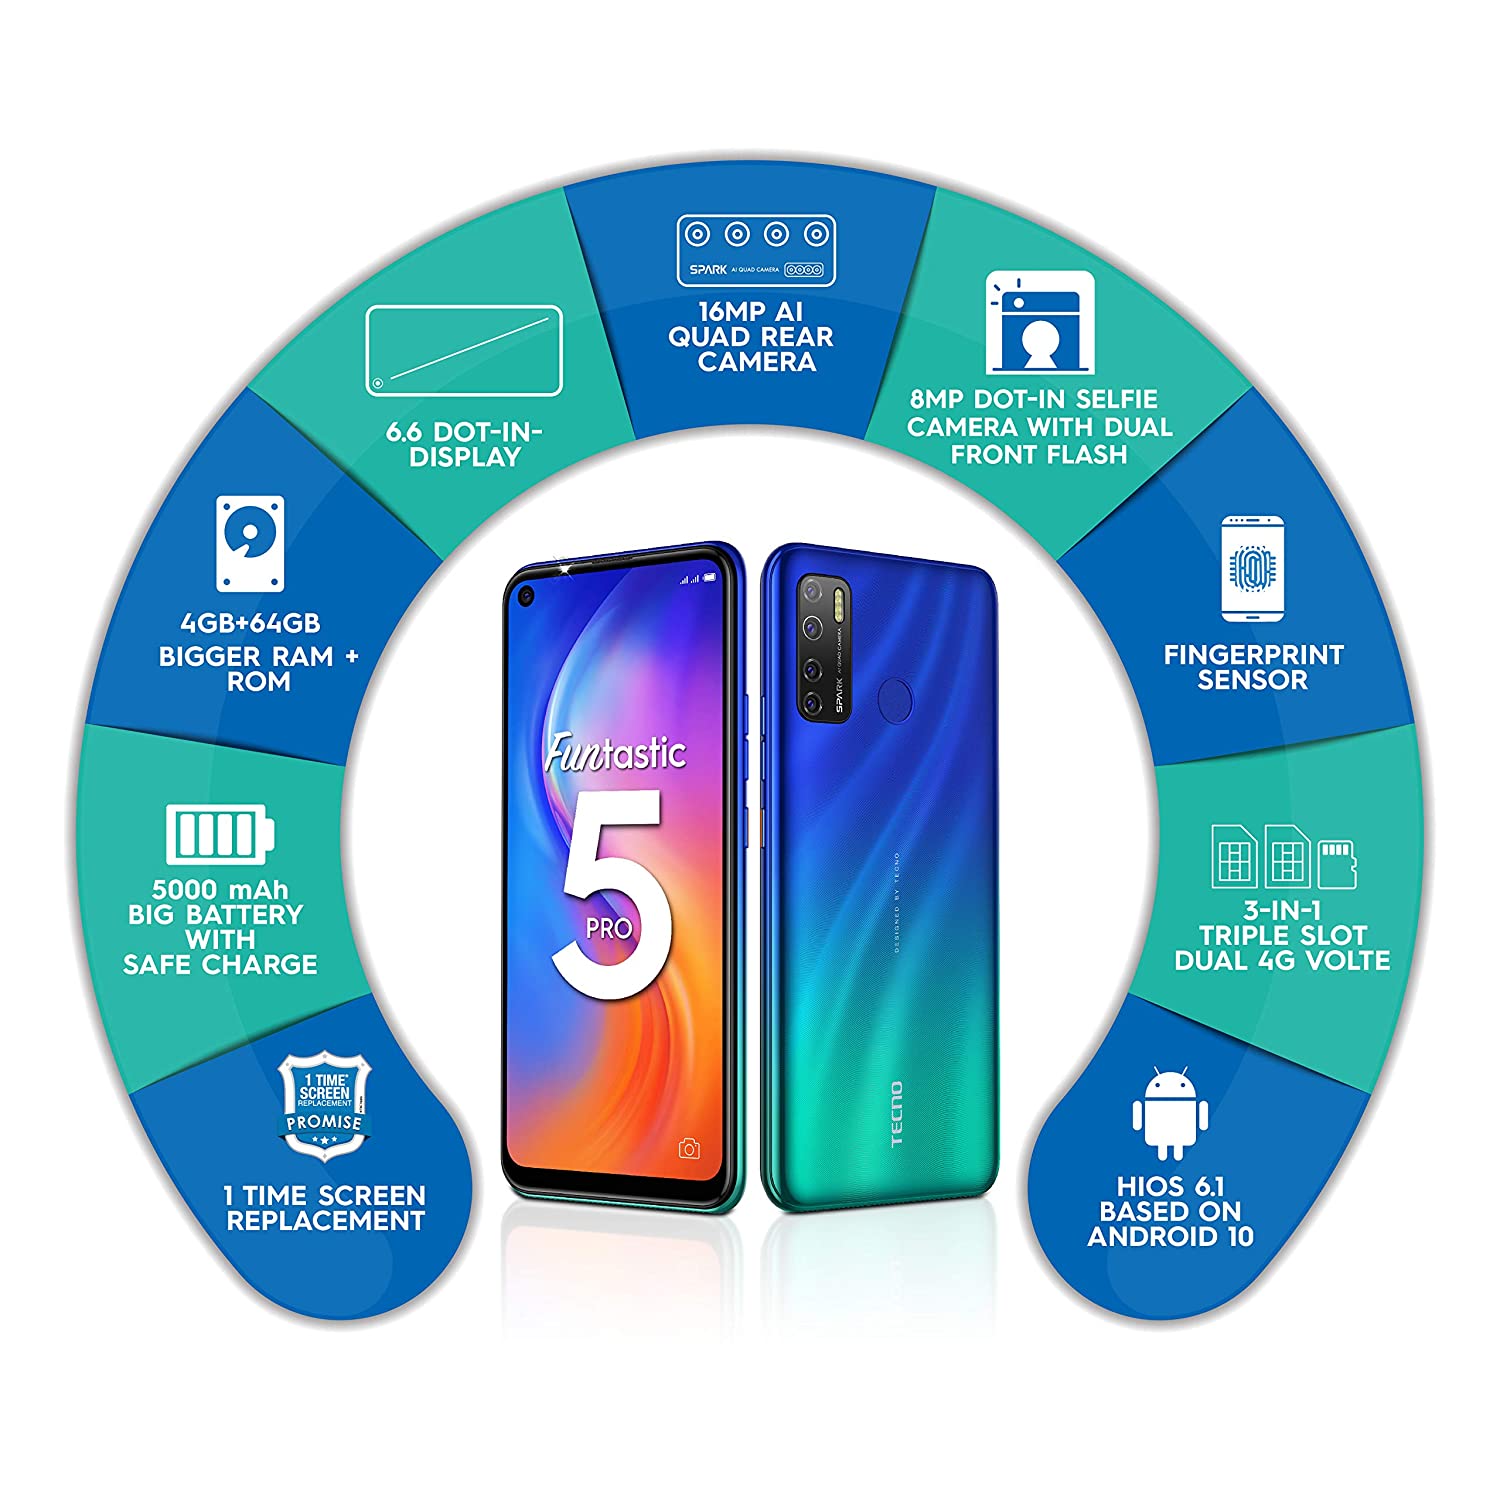 SPARK AI QUAD CAMERA
16MP AI
QUAD REAR
CAMERA
6.6 DOT-IN-
DISPLAY
8MP DOT-IN SELFIE
CAMERA WITH DUAL
FRONT FLASH
4GB+64GB
BIGGER RAM +
ROM
FINGERPRINT
SENSOR
5000 mAh
BIG BATTERY
WITH
SAFE CHARGE
3-IN-1
TRIPLE SLOT
DUAL 4G VOLTE
1 TIME*
SCREEN
REPLACEMENT
PROMISE
1 TIME SCREEN
REPLACEMENT
HIOS 6.1
BASED ON
ANDROID 10
Funtastic
5
PRO
SPARK AI QUAD CAMERA
DESIGNED BY TECNO
TECNO